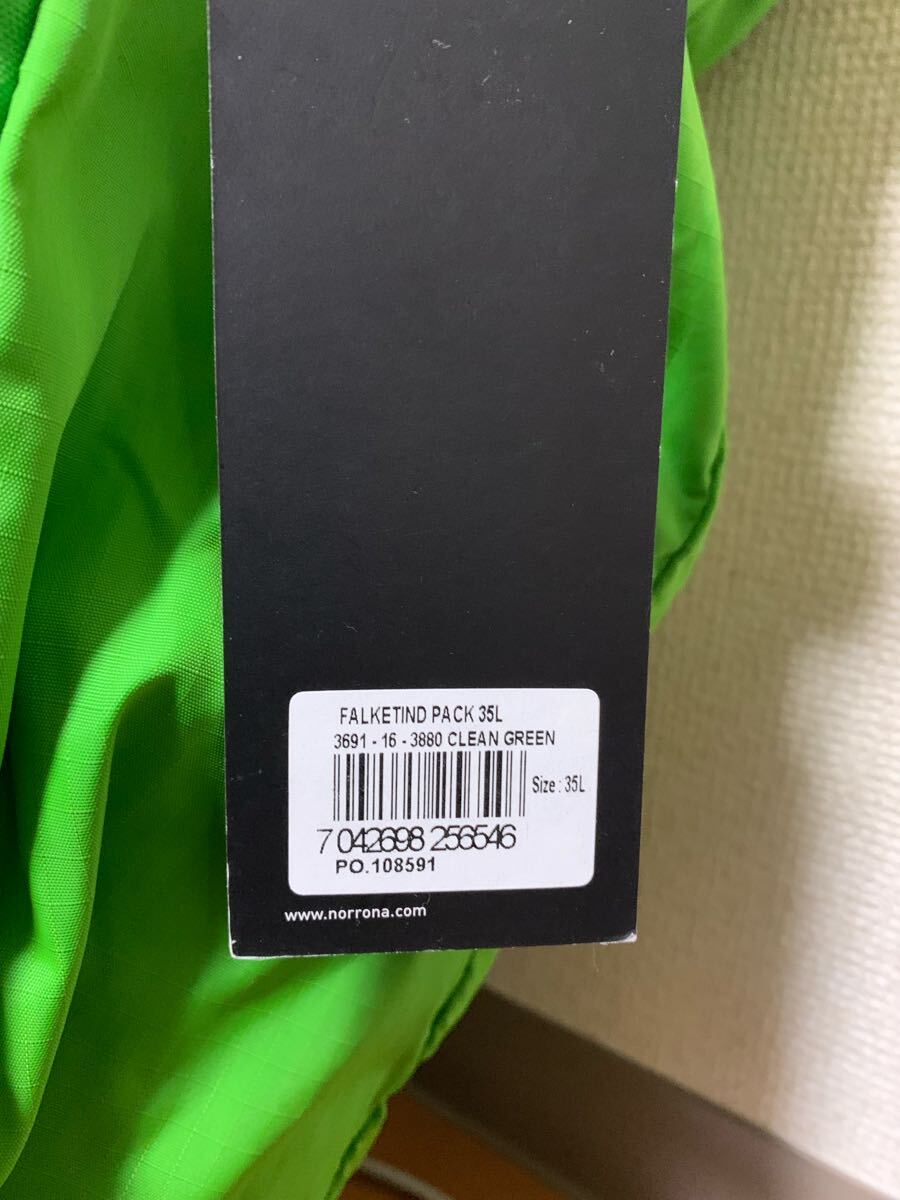 FALKETIND PACK 35L
3691 - 16 - 3880 CLEAN GREEN
Size : 35L
7 042698 256546
PO.108591
www.norrona.com